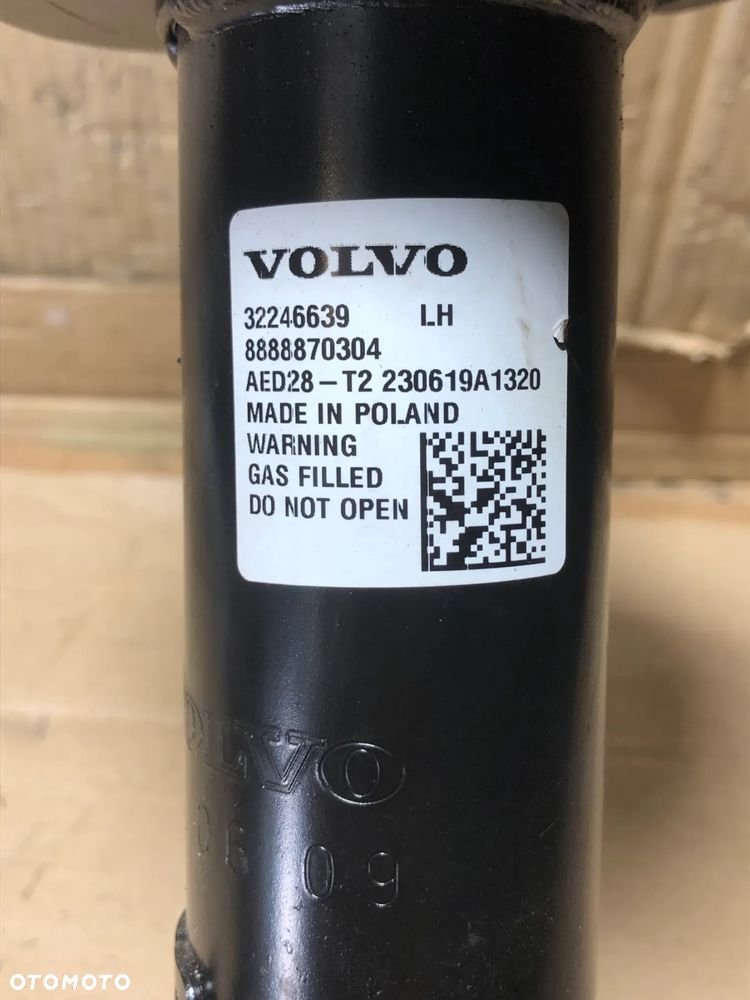 VOLVO
32246639 LH
8888870304
AED28-T2 230619A1320
MADE IN POLAND
WARNING
GAS FILLED
DO NOT OPEN
VOLVO
06 09
OTOMOTO